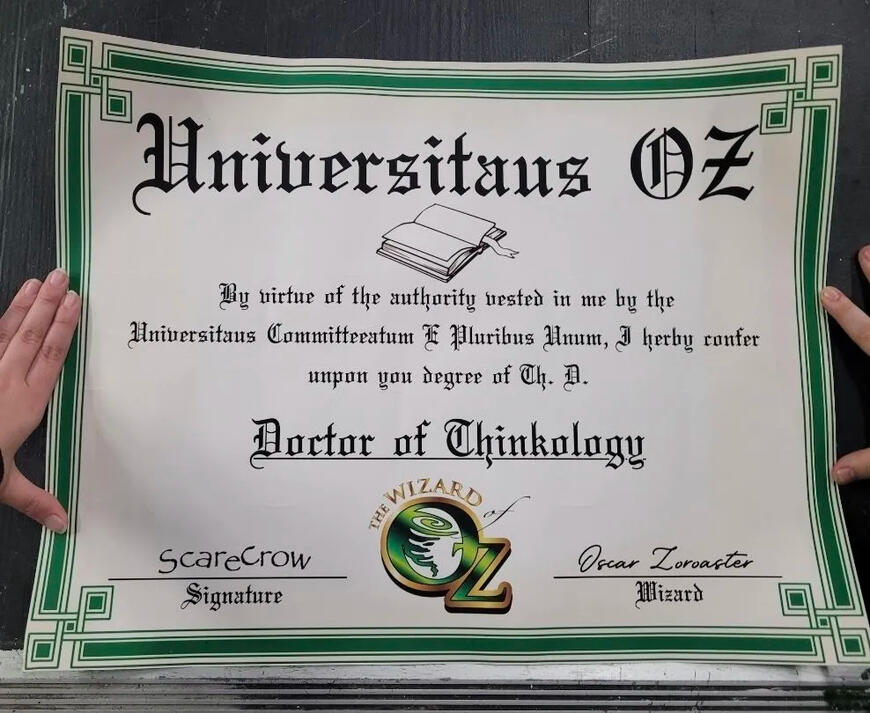 Universitaus OZ
By virtue of the authority vested in me by the
Universitaus Committeeatum E Pluribus Unum, I herby confer
unpon you degree of Th. D.
Doctor of Thinkology
THE WIZARD of
OZ
ScareCrow
Signature
Oscar Zoroaster
Wizard